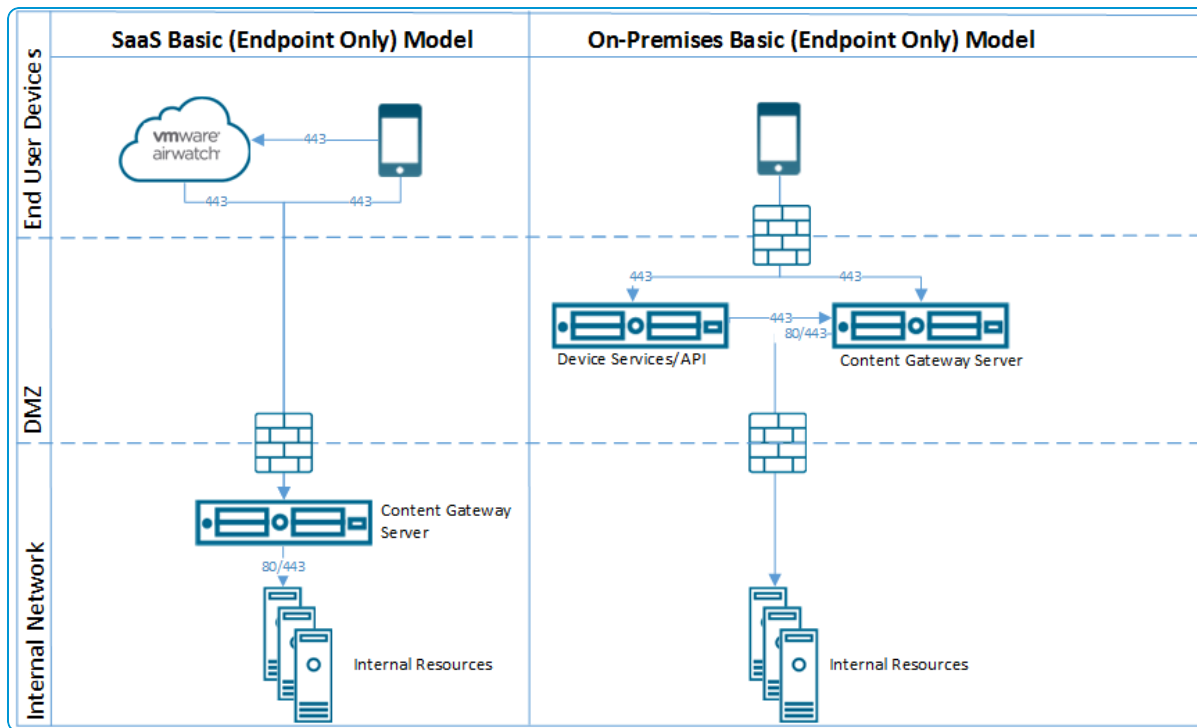 SaaS Basic (Endpoint Only) Model
On-Premises Basic (Endpoint Only) Model
End User Devices
vmware
airwatch
443
443
443
DMZ
443
443
443
80/443
Device Services/API
Content Gateway Server
Internal Network
Content Gateway
Server
80/443
Internal Resources
Internal Resources